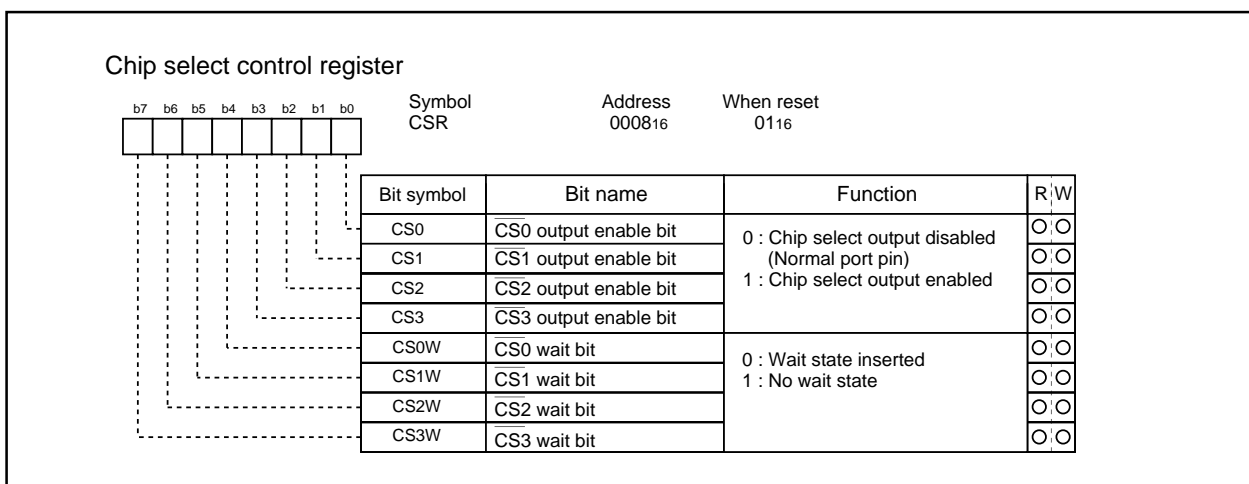 Chip select control register
b7 b6 b5 b4 b3 b2 b1 b0
Symbol Address When reset
CSR 000816 0116
Bit symbol Bit name Function R W
CS0 CS0 output enable bit
CS1 CS1 output enable bit
CS2 CS2 output enable bit
CS3 CS3 output enable bit
0 : Chip select output disabled
(Normal port pin)
1 : Chip select output enabled
CS0W CS0 wait bit
CS1W CS1 wait bit
CS2W CS2 wait bit
CS3W CS3 wait bit
0 : Wait state inserted
1 : No wait state